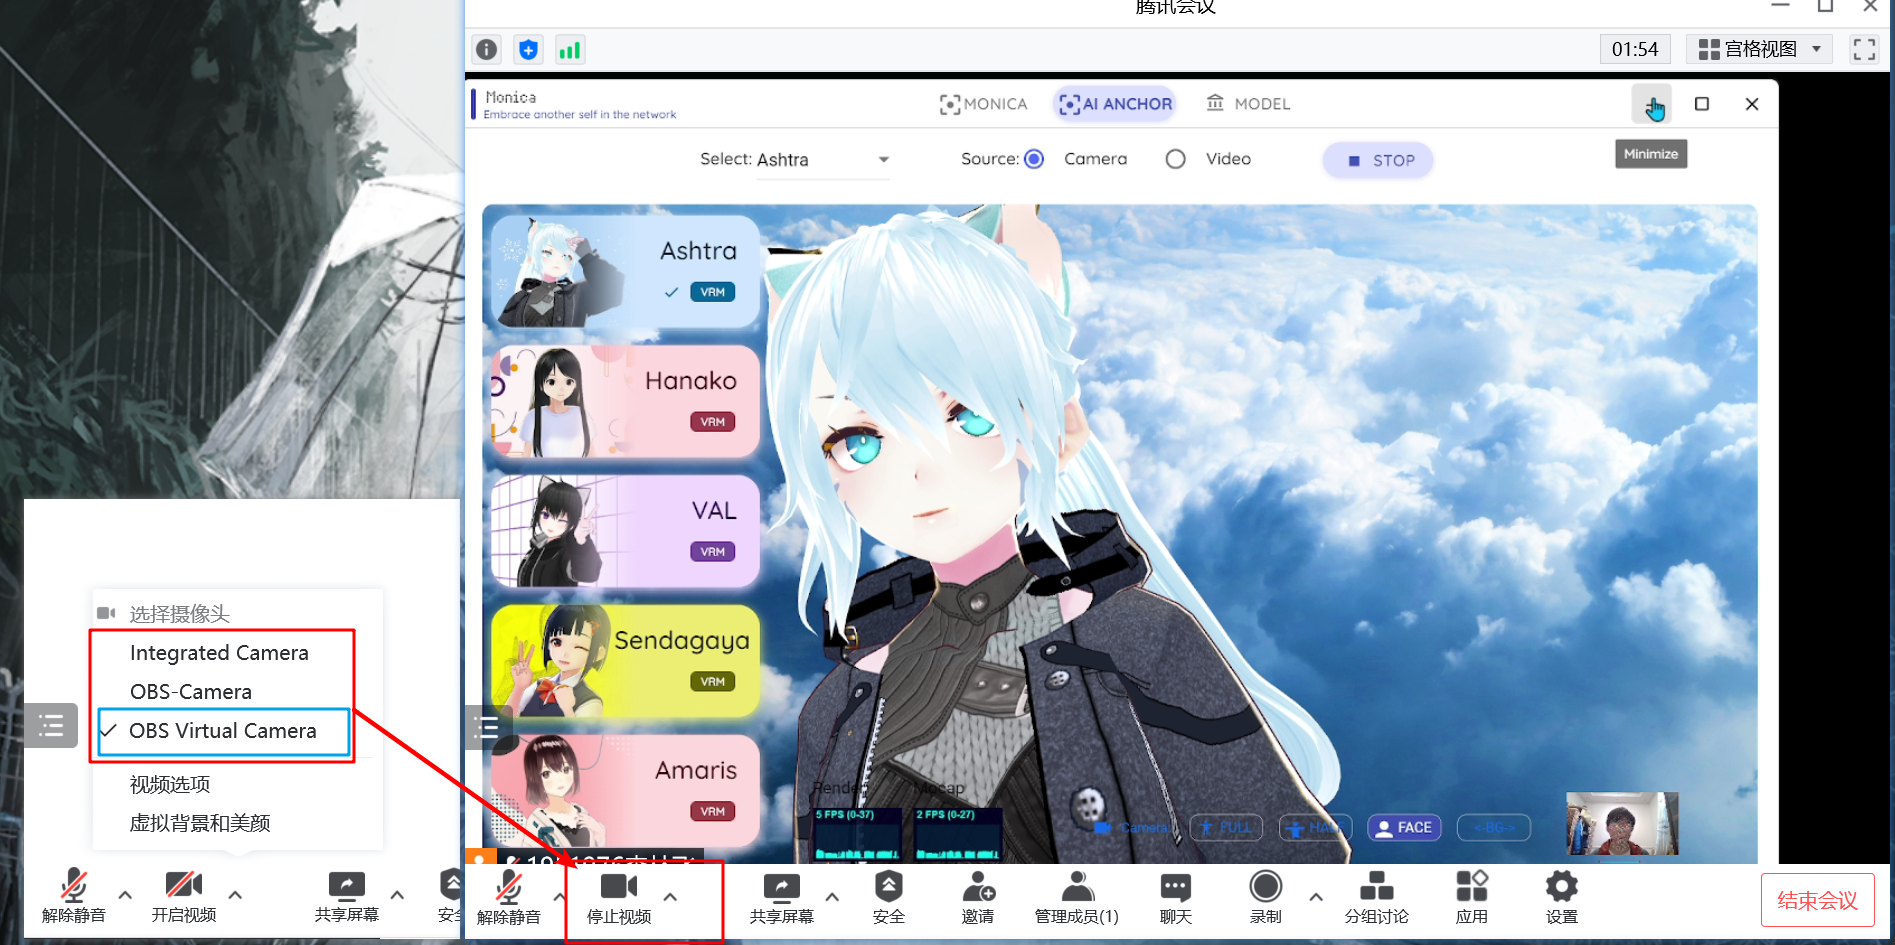 腾讯会议
01:54
宫格视图
Monica
Embrace another self in the network
MONICA
AI ANCHOR
MODEL
Select: Ashtra
Source:
Camera
Video
STOP
Minimize
Ashtra
VRM
Hanako
VRM
VAL
VRM
Sendagaya
VRM
Amaris
VRM
选择摄像头
Integrated Camera
OBS-Camera
OBS Virtual Camera
视频选项
虚拟背景和美颜
Render
Mocap
5 FPS (0-37)
2 FPS (0-27)
Camera
FULL
HALF
FACE
<-BG->
解除静音
开启视频
共享屏幕
安全
解除静音
停止视频
共享屏幕
安全
邀请
管理成员(1)
聊天
录制
分组讨论
应用
设置
结束会议